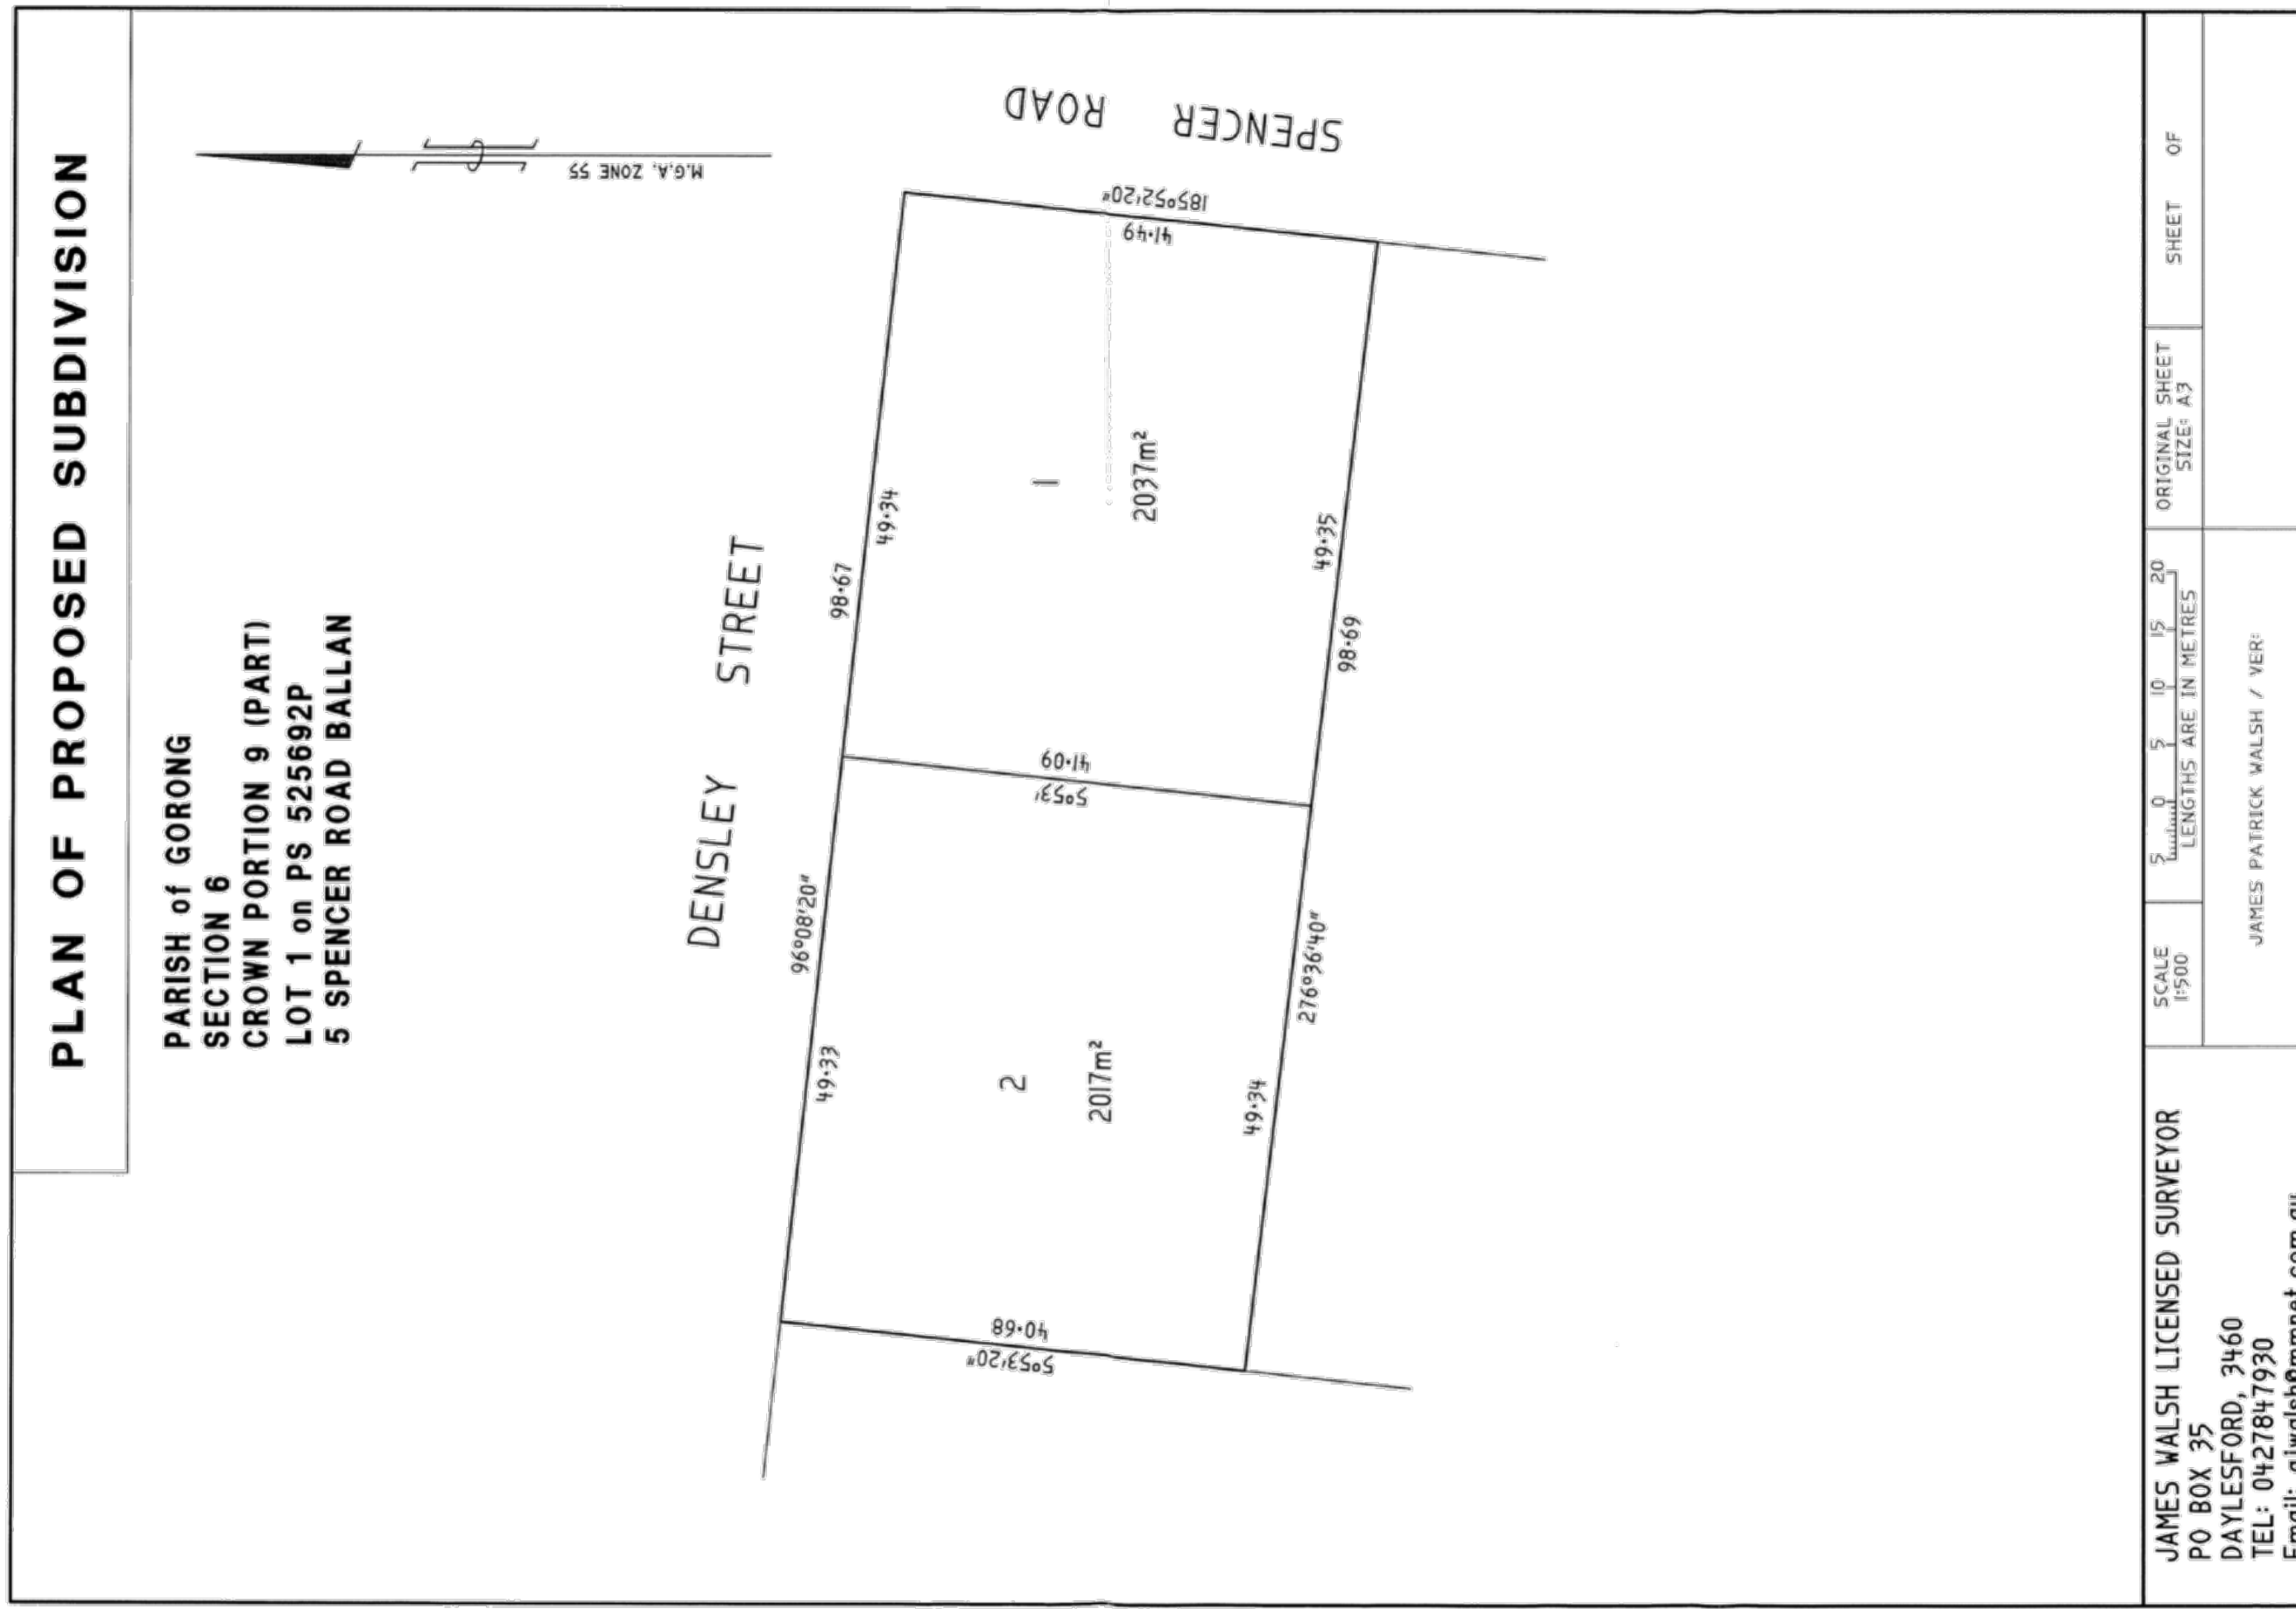 PLAN OF PROPOSED SUBDIVISION
PARISH of GORONG
SECTION 6
CROWN PORTION 9 (PART)
LOT 1 on PS 525692P
5 SPENCER ROAD BALLAN
M.G.A. ZONE 55
DENSLEY STREET
SPENCER ROAD
96°08'20"
98·67
49·33
49·34
185°52'20"
41·49
1
2037m²
41·09
5°53'
2
2017m²
40·68
5°53'20"
49·34
49·35
276°36'40"
98·69
JAMES WALSH LICENSED SURVEYOR
PO BOX 35
DAYLESFORD, 3460
TEL: 0427847930
SCALE
1:500
5 0 5 10 15 20
LENGTHS ARE IN METRES
ORIGINAL SHEET
SIZE: A3
SHEET OF
JAMES PATRICK WALSH / VER: